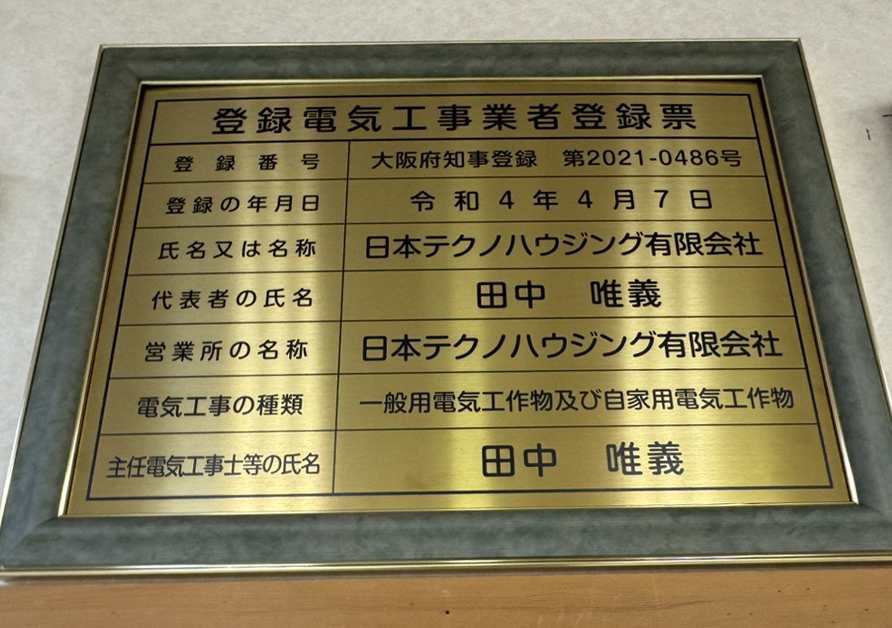 登録電気工事業者登録票
登録番号 大阪府知事登録 第2021-0486号
登録の年月日 令和4年4月7日
氏名又は名称 日本テクノハウジング有限会社
代表者の氏名 田中 唯義
営業所の名称 日本テクノハウジング有限会社
電気工事の種類 一般用電気工作物及び自家用電気工作物
主任電気工事士等の氏名 田中 唯義